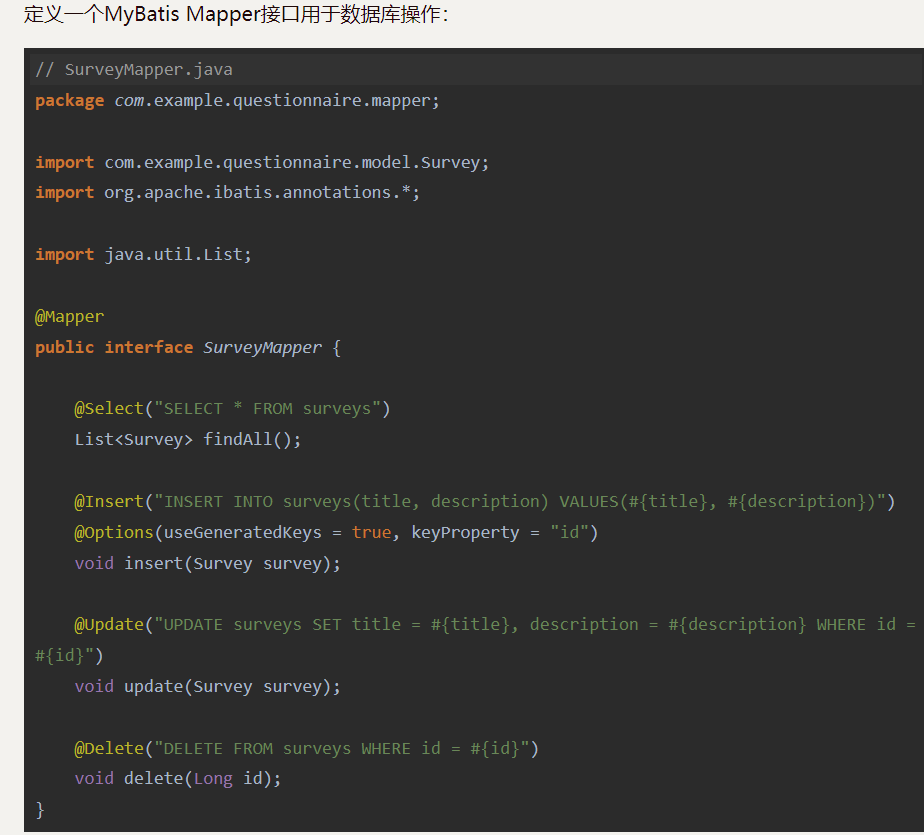 定义一个MyBatis Mapper接口用于数据库操作：
// SurveyMapper.java
package com.example.questionnaire.mapper;
import com.example.questionnaire.model.Survey;
import org.apache.ibatis.annotations.*;
import java.util.List;
@Mapper
public interface SurveyMapper {
@Select("SELECT * FROM surveys")
List<Survey> findAll();
@Insert("INSERT INTO surveys(title, description) VALUES(#{title}, #{description})")
@Options(useGeneratedKeys = true, keyProperty = "id")
void insert(Survey survey);
@Update("UPDATE surveys SET title = #{title}, description = #{description} WHERE id =
#{id}")
void update(Survey survey);
@Delete("DELETE FROM surveys WHERE id = #{id}")
void delete(Long id);
}